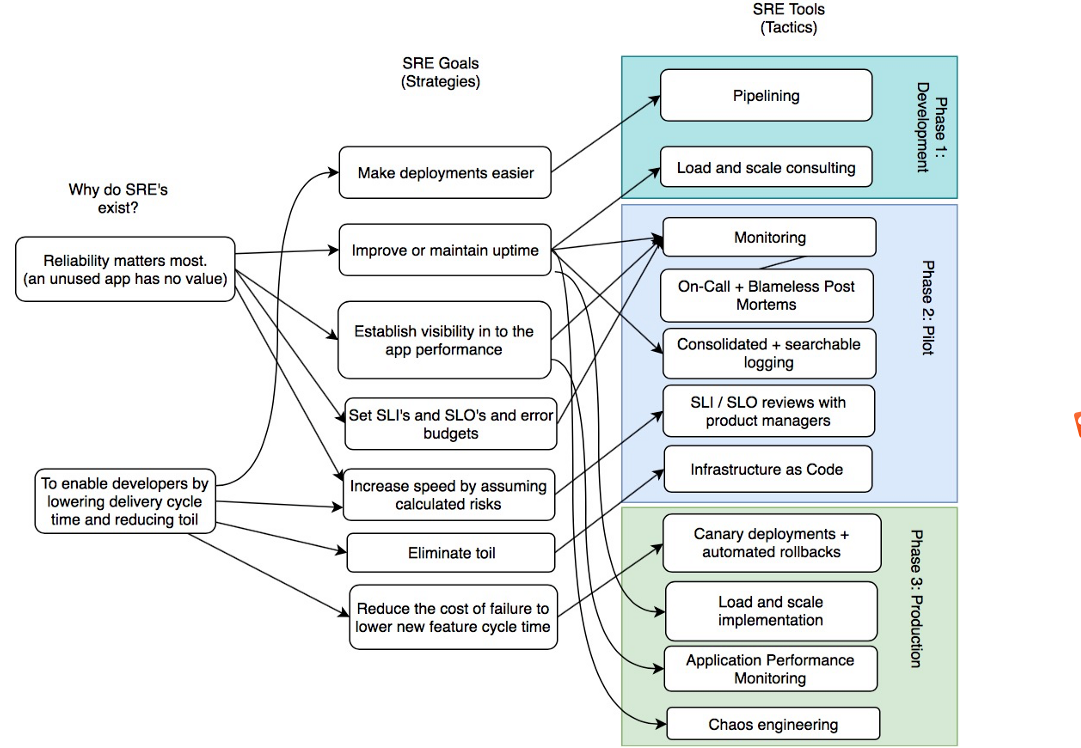 SRE Tools
(Tactics)
SRE Goals
(Strategies)
Why do SRE's
exist?
Reliability matters most.
(an unused app has no value)
To enable developers by
lowering delivery cycle
time and reducing toil
Make deployments easier
Improve or maintain uptime
Establish visibility in to the
app performance
Set SLI's and SLO's and error
budgets
Increase speed by assuming
calculated risks
Eliminate toil
Reduce the cost of failure to
lower new feature cycle time
Phase 1:
Development
Pipelining
Load and scale consulting
Phase 2: Pilot
Monitoring
On-Call + Blameless Post
Mortems
Consolidated + searchable
logging
SLI / SLO reviews with
product managers
Infrastructure as Code
Phase 3: Production
Canary deployments +
automated rollbacks
Load and scale
implementation
Application Performance
Monitoring
Chaos engineering